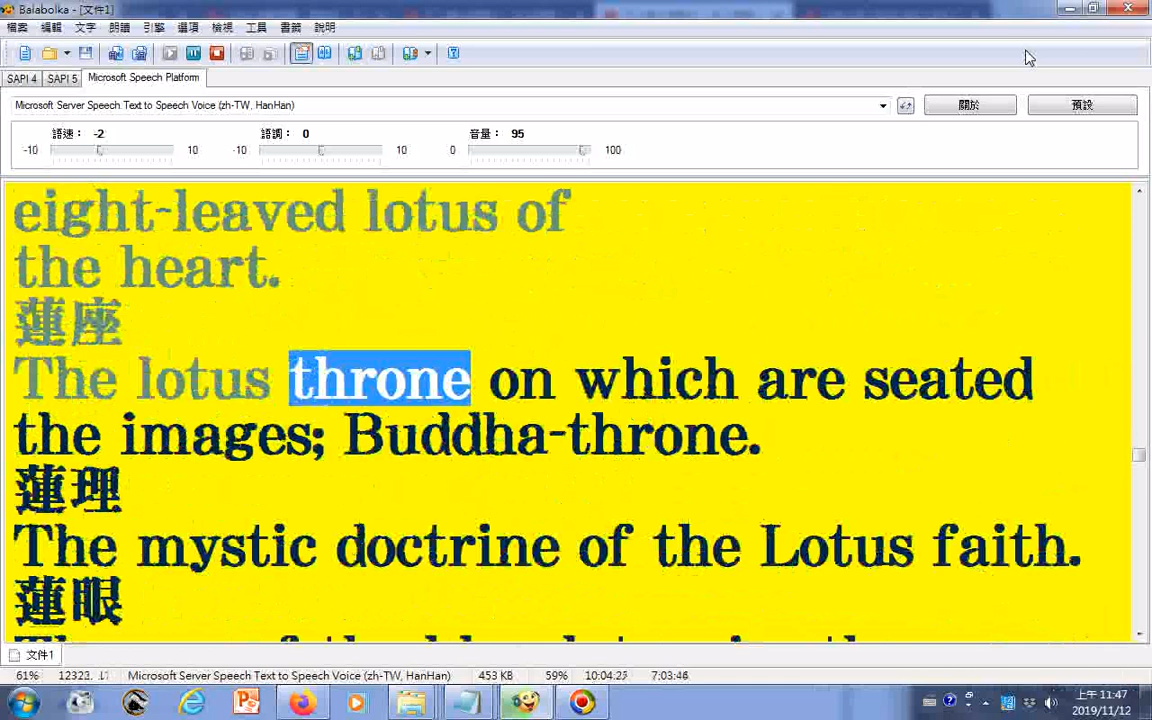 Balabolka - [文件1]
檔案 編輯 文字 朗讀 引擎 選項 檢視 工具 書籤 說明
SAPI 4 SAPI 5 Microsoft Speech Platform
Microsoft Server Speech Text to Speech Voice (zh-TW, HanHan)
關於 預設
語速： -2 語調： 0 音量： 95
-10 10 -10 10 0 100
eight-leaved lotus of
the heart.
蓮座
The lotus throne on which are seated
the images; Buddha-throne.
蓮理
The mystic doctrine of the Lotus faith.
蓮眼
文件1
61% Microsoft Server Speech Text to Speech Voice (zh-TW, HanHan) 453 KB 59% 7:03:46
上午 11:47
2019/11/12